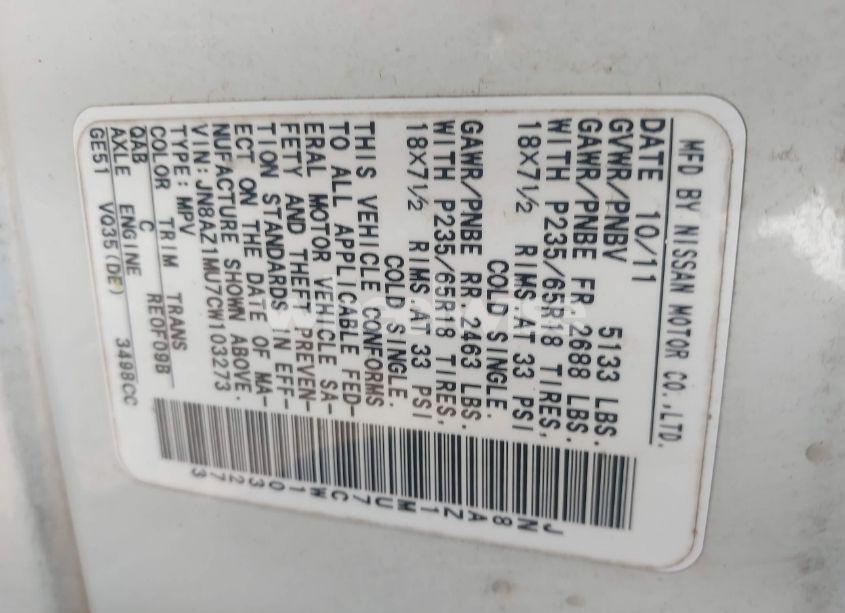 MFD BY NISSAN MOTOR CO.,LTD.
DATE 10/11
GVWR/PNBV 5133 LBS.
GAWR/PNBE FR 2688 LBS.
WITH P235/65R18 TIRES,
18X7½ RIMS AT 33 PSI
COLD SINGLE.
GAWR/PNBE RR 2463 LBS.
WITH P235/65R18 TIRES,
18X7½ RIMS AT 33 PSI
COLD SINGLE.
THIS VEHICLE CONFORMS
TO ALL APPLICABLE FED-
ERAL MOTOR VEHICLE SA-
FETY AND THEFT PREVEN-
TION STANDARDS IN EFF-
ECT ON THE DATE OF MA-
NUFACTURE SHOWN ABOVE.
VIN: JN8AZ1MU7CW103273
TYPE: MPV
COLOR TRIM TRANS
QAB C RE0F09B
AXLE ENGINE
GE51 VQ35(DE) 3498CC
JN8AZ1MU7CW103273